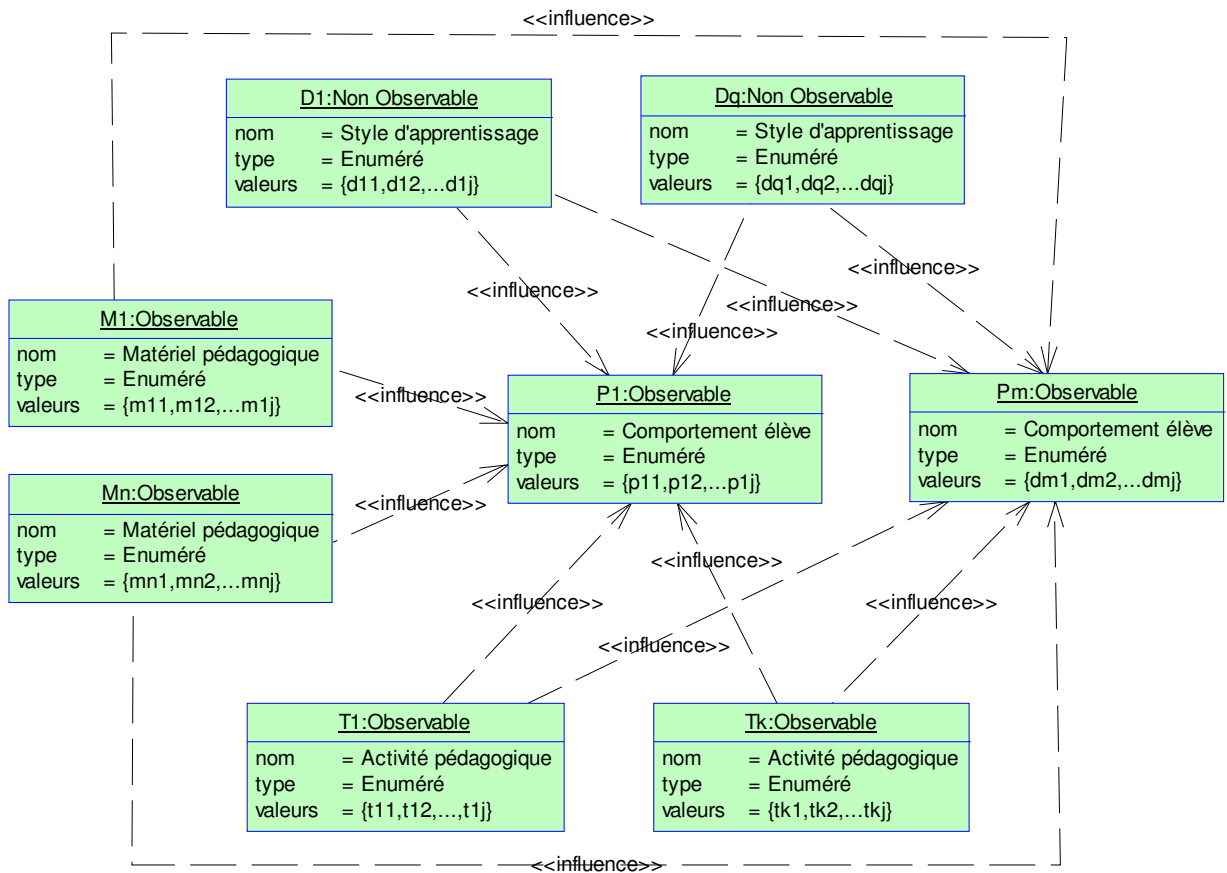 <<influence>>
D1:Non Observable
nom = Style d'apprentissage
type = Enuméré
valeurs = {d11,d12,...d1j}
Dq:Non Observable
nom = Style d'apprentissage
type = Enuméré
valeurs = {dq1,dq2,...dqj}
<<influence>>
<<influence>>
<<influence>>
<<influence>>
M1:Observable
nom = Matériel pédagogique
type = Enuméré
valeurs = {m11,m12,...m1j}
<<influence>>
P1:Observable
nom = Comportement élève
type = Enuméré
valeurs = {p11,p12,...p1j}
Pm:Observable
nom = Comportement élève
type = Enuméré
valeurs = {dm1,dm2,...dmj}
Mn:Observable
nom = Matériel pédagogique
type = Enuméré
valeurs = {mn1,mn2,...mnj}
<<influence>>
<<influence>>
<<influence>>
<<influence>>
<<influence>>
T1:Observable
nom = Activité pédagogique
type = Enuméré
valeurs = {t11,t12,...,t1j}
Tk:Observable
nom = Activité pédagogique
type = Enuméré
valeurs = {tk1,tk2,...tkj}
<<influence>>